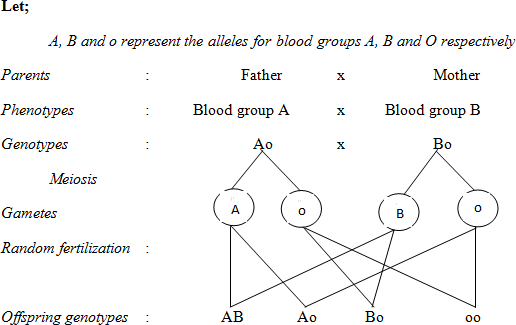 Let;
A, B and o represent the alleles for blood groups A, B and O respectively
Parents : Father x Mother
Phenotypes : Blood group A x Blood group B
Genotypes : Ao x Bo
Meiosis
Gametes A o B o
Random fertilization :
Offspring genotypes : AB Ao Bo oo